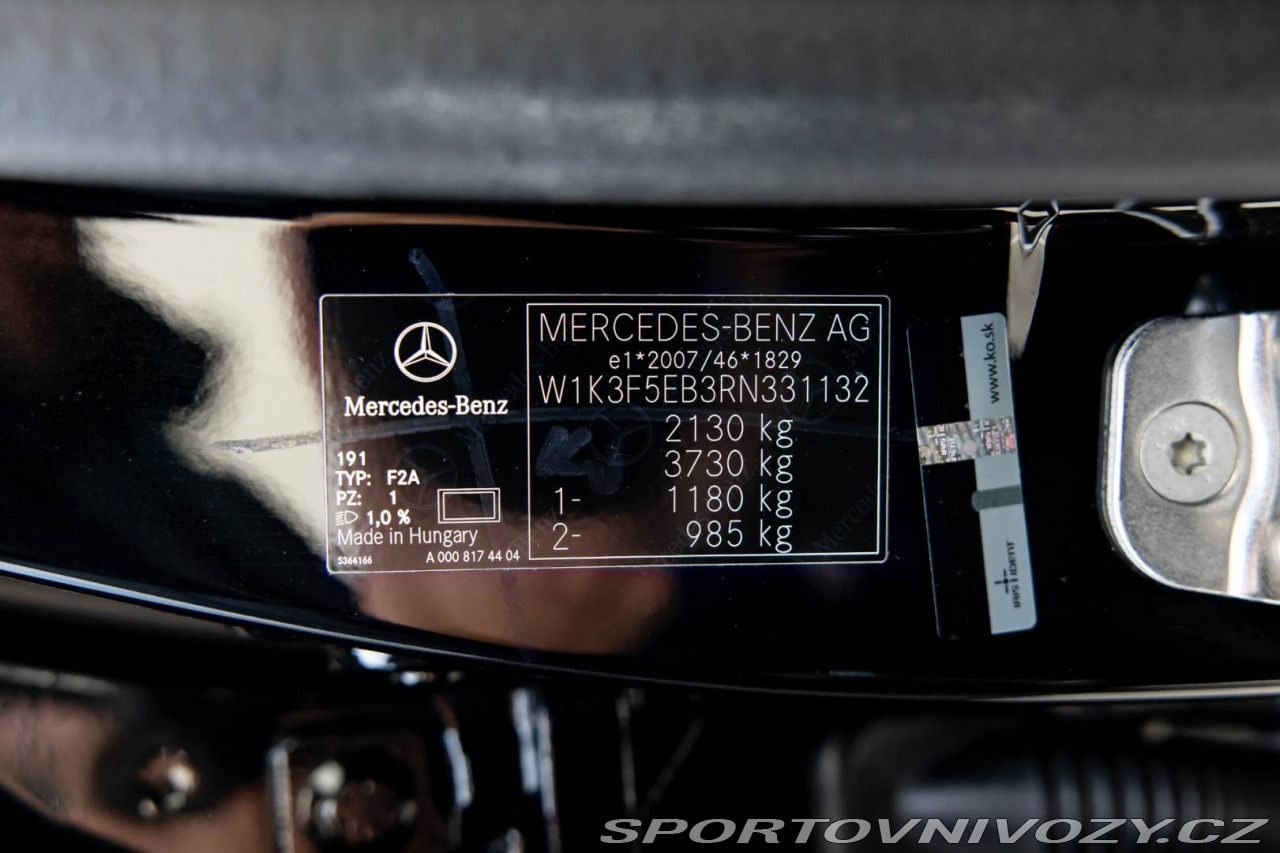 MERCEDES-BENZ AG
e1*2007/46*1829
W1K3F5EB3RN331132
2130 kg
3730 kg
1- 1180 kg
2- 985 kg
Mercedes-Benz
191
TYP: F2A
PZ: 1
1,0 %
Made in Hungary
5364166 A 000 817 44 04
www.ko.sk
IRIS IDENT
SPORTOVNIVOZY.CZ